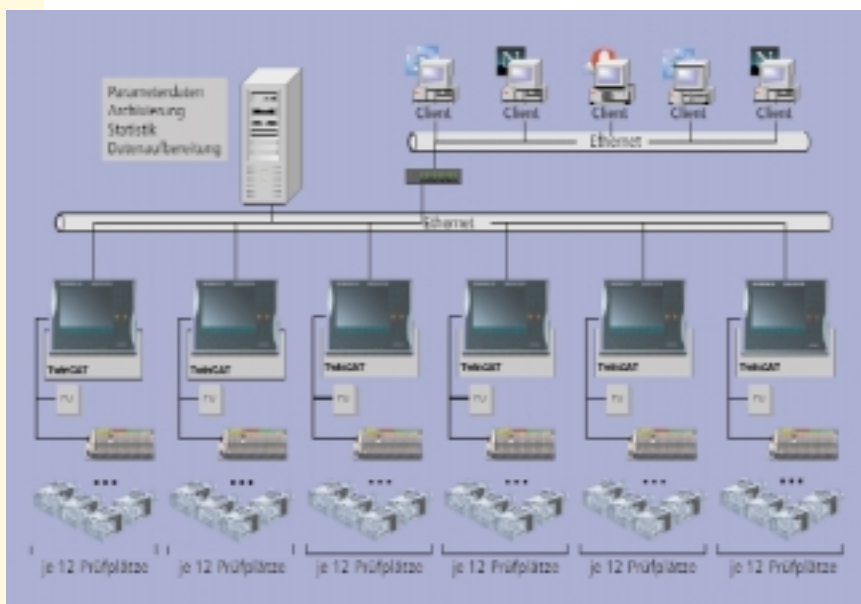 Parameterdaten
Archivierung
Statistik
Datenaufbereitung
Client Client Client Client Client
Ethernet
Ethernet
TwinCAT TwinCAT TwinCAT TwinCAT TwinCAT TwinCAT
je 12 Prüfplätze je 12 Prüfplätze je 12 Prüfplätze je 12 Prüfplätze je 12 Prüfplätze je 12 Prüfplätze